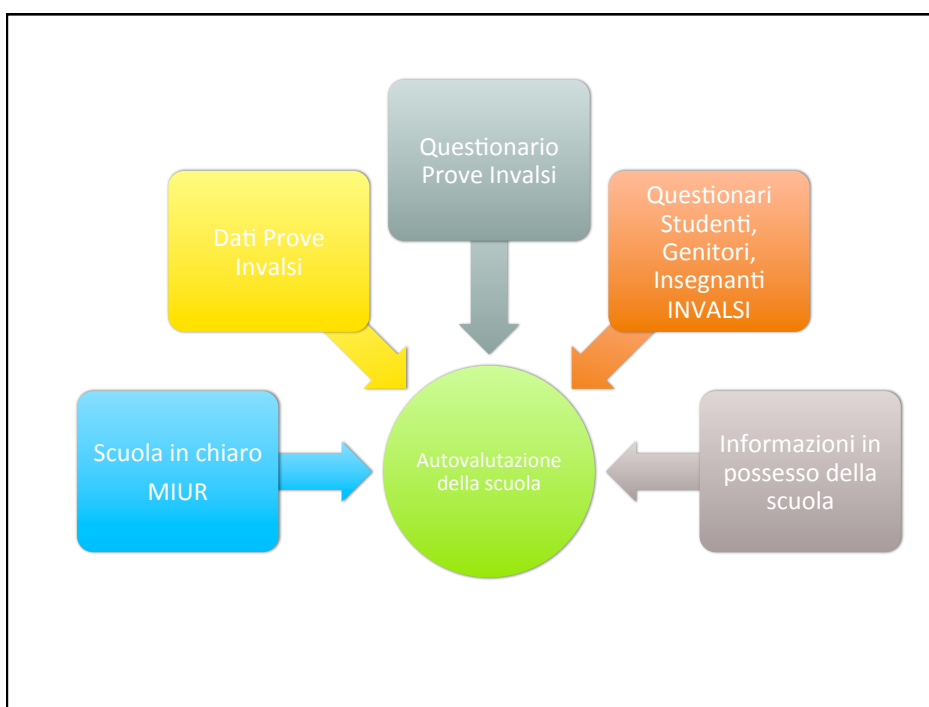 Questionario
Prove Invalsi
Dati Prove
Invalsi
Questionari
Studenti,
Genitori,
Insegnanti
INVALSI
Scuola in chiaro
MIUR
Autovalutazione
della scuola
Informazioni in
possesso della
scuola